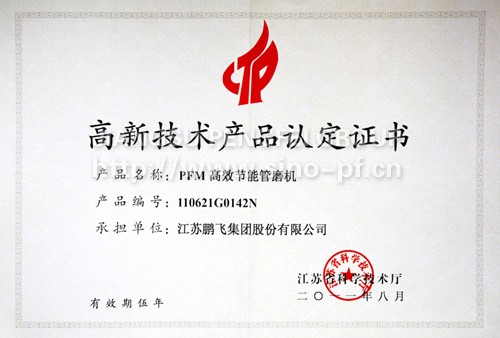 CTP
高新技术产品认定证书
http://www.sino-pf.cn
产品名称：PFM 高效节能管磨机
产品编号：110621G0142N
承担单位：江苏鹏飞集团股份有限公司
江苏省科学技术厅
二〇一一年八月
有效期伍年